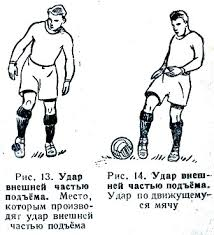 Рис. 13. Удар
внешней частью
подъёма. Место,
которым производят
удар внешней
частью подъёма
Рис. 14. Удар внеш-
ней частью подъёма.
Удар по движущему-
ся мячу